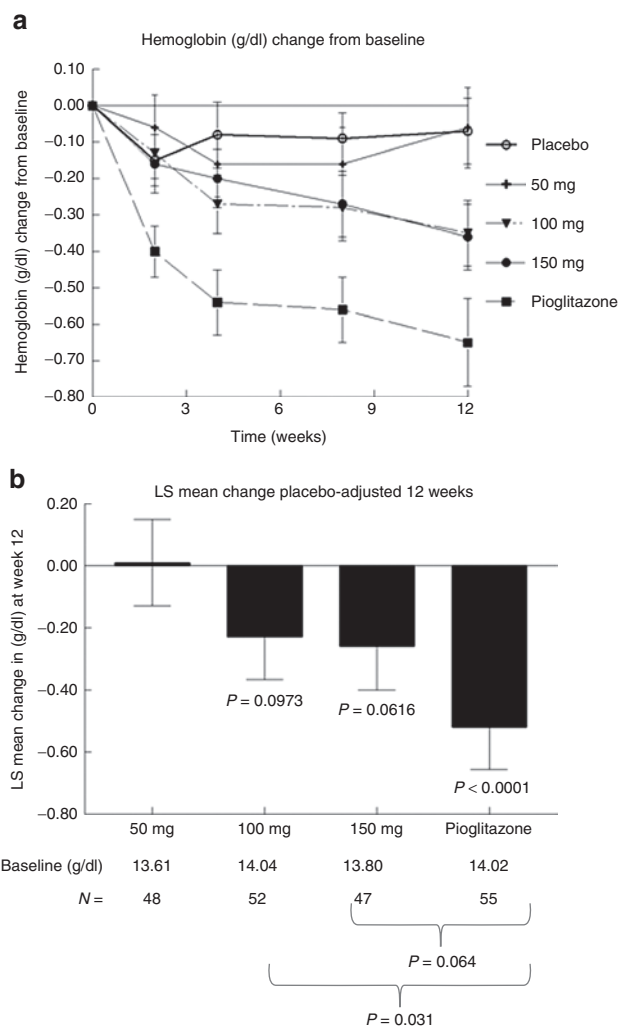 a
Hemoglobin (g/dl) change from baseline
Hemoglobin (g/dl) change from baseline
0.10
0.00
−0.10
−0.20
−0.30
−0.40
−0.50
−0.60
−0.70
−0.80
0 3 6 9 12
Time (weeks)
Placebo
50 mg
100 mg
150 mg
Pioglitazone
b
LS mean change placebo-adjusted 12 weeks
LS mean change in (g/dl) at week 12
0.20
0.00
−0.20
−0.40
−0.60
−0.80
P = 0.0973
P = 0.0616
P < 0.0001
50 mg 100 mg 150 mg Pioglitazone
Baseline (g/dl) 13.61 14.04 13.80 14.02
N = 48 52 47 55
P = 0.064
P = 0.031